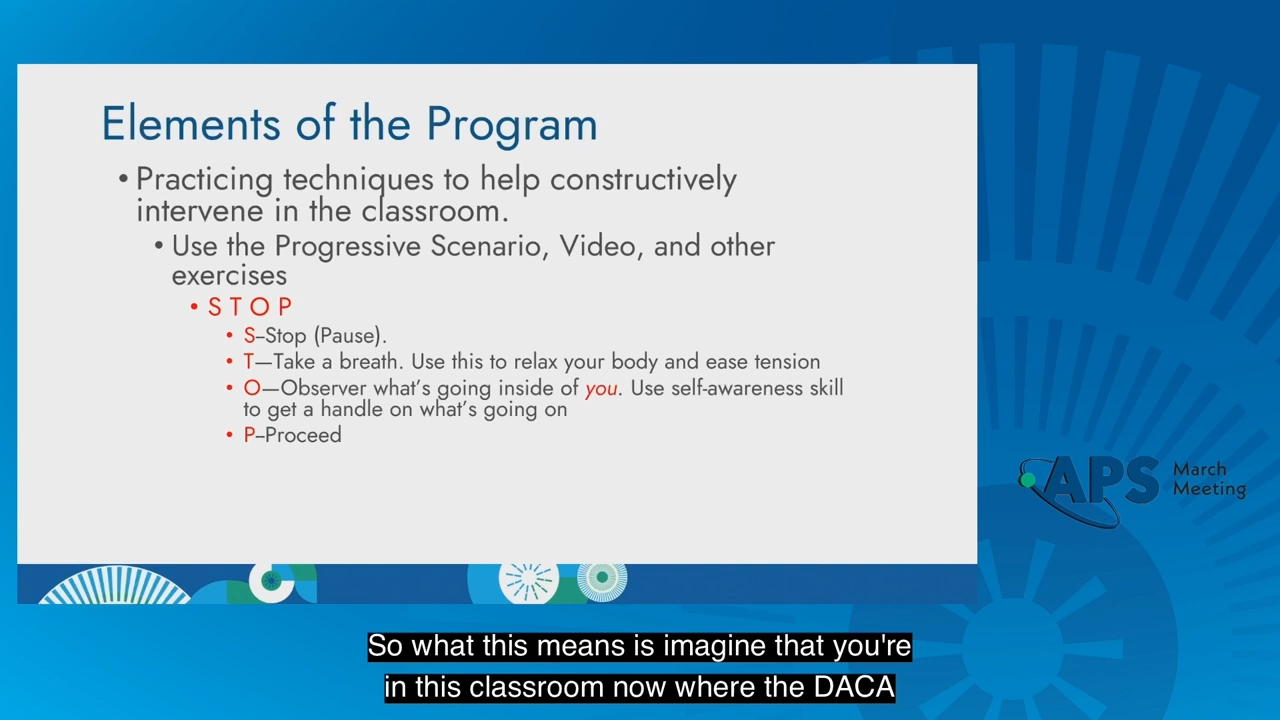 Elements of the Program
• Practicing techniques to help constructively
intervene in the classroom.
• Use the Progressive Scenario, Video, and other
exercises
• S T O P
• S–Stop (Pause).
• T—Take a breath. Use this to relax your body and ease tension
• O—Observer what's going inside of you. Use self-awareness skill
to get a handle on what's going on
• P–Proceed
APS March
Meeting
So what this means is imagine that you're
in this classroom now where the DACA